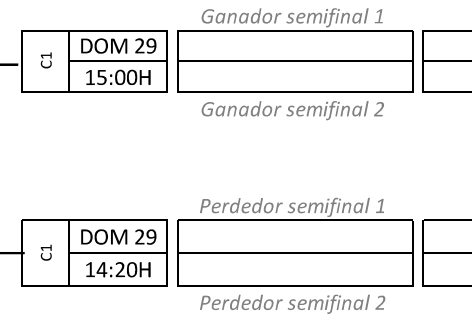 Ganador semifinal 1
C1
DOM 29
15:00H
Ganador semifinal 2
Perdedor semifinal 1
C1
DOM 29
14:20H
Perdedor semifinal 2